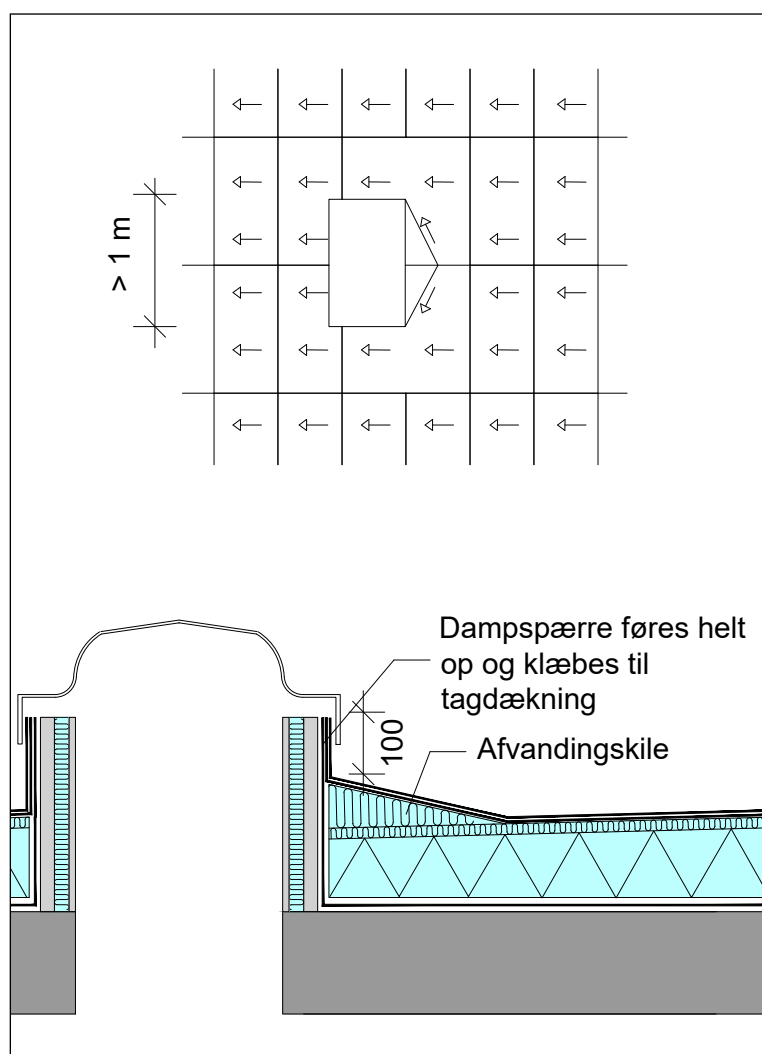 > 1 m
Dampspærre føres helt
op og klæbes til
tagdækning
100
Afvandingskile